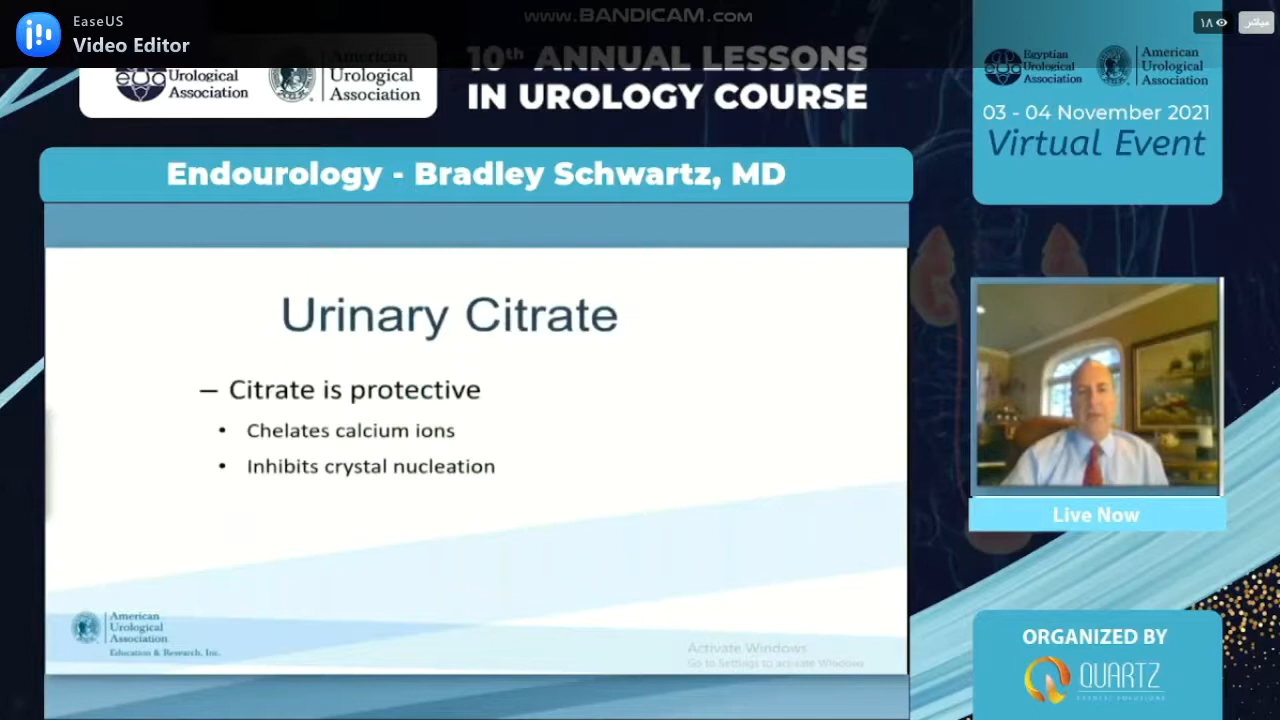 EaseUS
Video Editor
WWW.BANDICAM.COM
١٨
مباشر
Urological
Association
American
Urological
Association
10th ANNUAL LESSONS
IN UROLOGY COURSE
Egyptian
Urological
Association
American
Urological
Association
03 - 04 November 2021
Virtual Event
Endourology - Bradley Schwartz, MD
Urinary Citrate
– Citrate is protective
• Chelates calcium ions
• Inhibits crystal nucleation
American
Urological
Association
Education & Research, Inc.
Activate Windows
Go to Settings to activate Windows
Live Now
ORGANIZED BY
QUARTZ